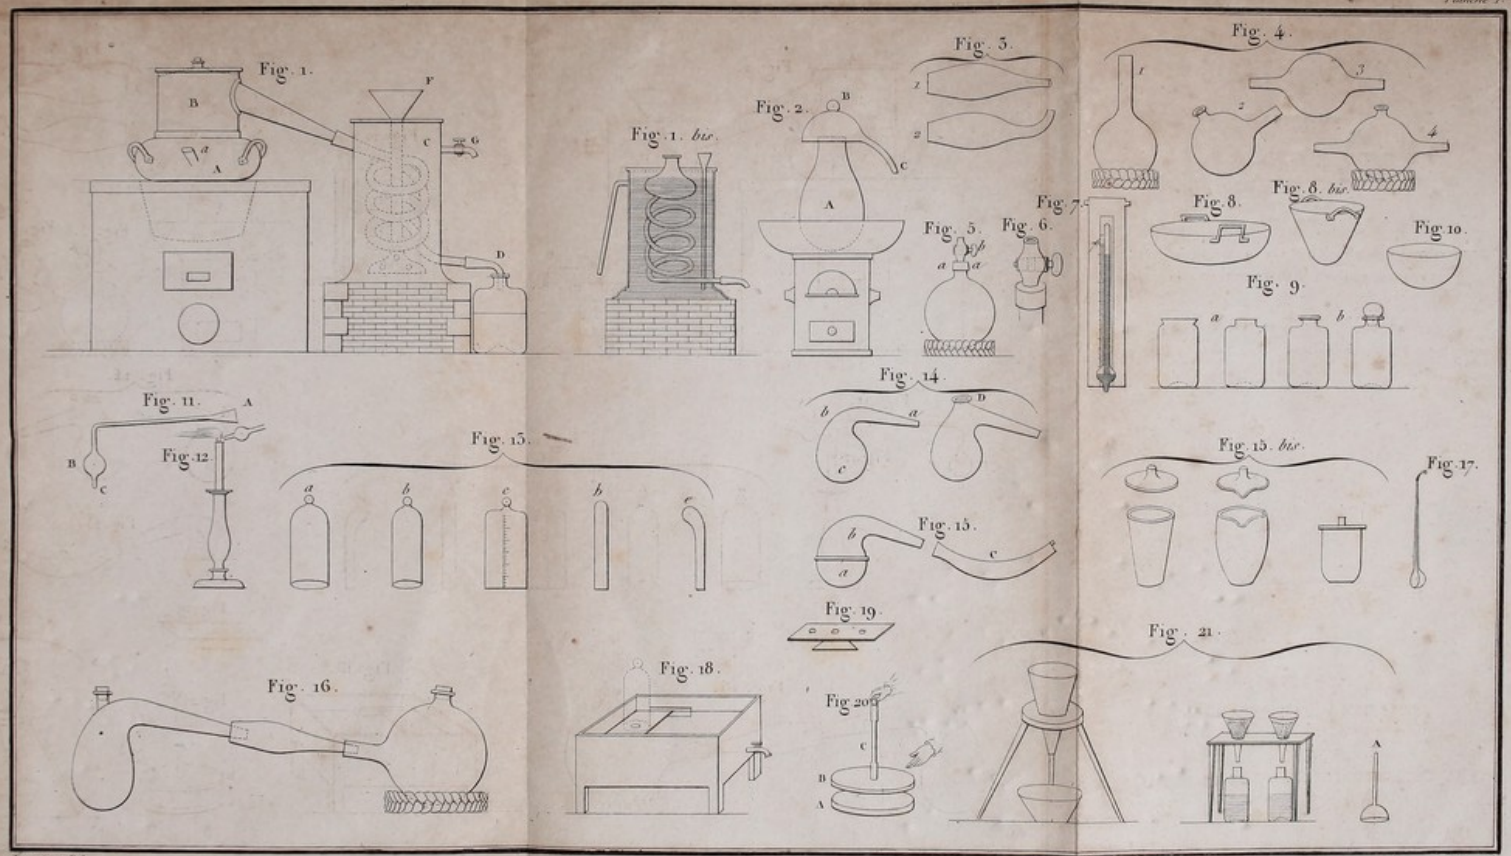 Fig. 1.
B
a
A
F
C
G
D
Fig. 1. bis.
Fig. 2.
B
C
A
Fig. 3.
1
2
Fig. 4.
1
2
3
4
Fig. 5.
b
a a
Fig. 6.
Fig. 7.
Fig. 8.
Fig. 8. bis.
Fig. 10.
Fig. 9.
a
b
Fig. 11.
A
B
C
Fig. 12
Fig. 13.
a
b
c
b
e
Fig. 14.
b
a
c
D
Fig. 15.
b
a
c
Fig. 15. bis.
Fig. 17.
Fig. 16.
Fig. 18.
Fig. 19.
Fig. 20
C
B
A
Fig. 21.
A